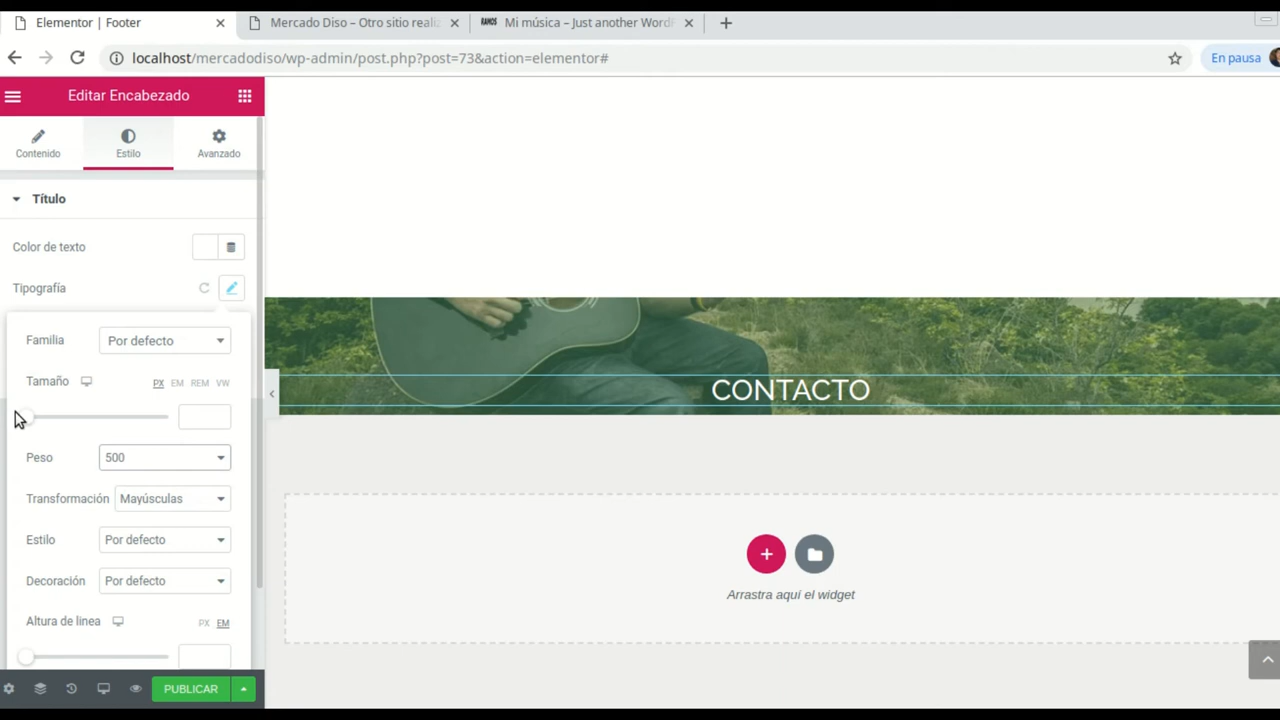 Elementor | Footer
Mercado Diso – Otro sitio reali
RAMOS
Mi música – Just another Word
localhost/mercadodiso/wp-admin/post.php?post=73&action=elementor#
En pausa
Editar Encabezado
Contenido
Estilo
Avanzado
Título
Color de texto
Tipografía
Familia
Por defecto
Tamaño
PX EM REM VW
Peso
500
Transformación
Mayúsculas
Estilo
Por defecto
Decoración
Por defecto
Altura de linea
PX EM
PUBLICAR
CONTACTO
Arrastra aquí el widget